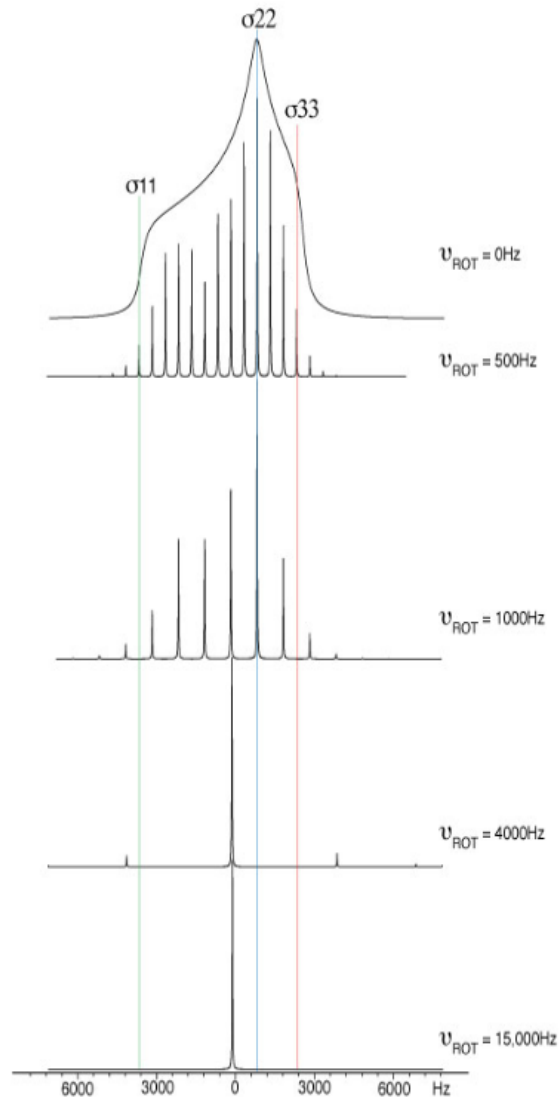 σ22
σ33
σ11
υROT = 0Hz
υROT = 500Hz
υROT = 1000Hz
υROT = 4000Hz
υROT = 15,000Hz
6000 3000 0 3000 6000 Hz